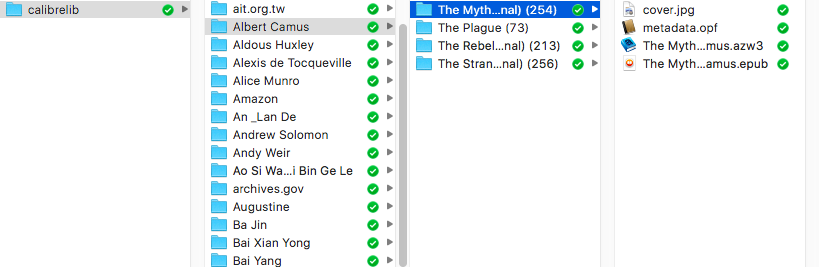 calibrelib
ait.org.tw
Albert Camus
Aldous Huxley
Alexis de Tocqueville
Alice Munro
Amazon
An _Lan De
Andrew Solomon
Andy Weir
Ao Si Wa...i Bin Ge Le
archives.gov
Augustine
Ba Jin
Bai Xian Yong
Bai Yang
The Myth...nal) (254)
The Plague (73)
The Rebel...nal) (213)
The Stran...nal) (256)
cover.jpg
metadata.opf
The Myth...mus.azw3
The Myth...amus.epub